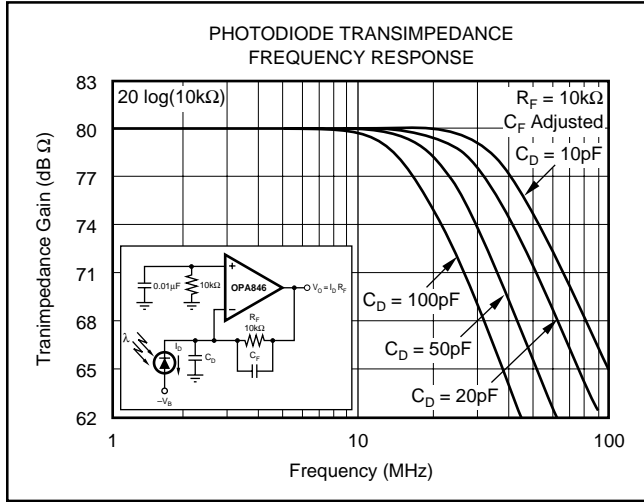 PHOTODIODE TRANSIMPEDANCE
FREQUENCY RESPONSE
83
80
77
74
71
68
65
62
Tranimpedance Gain (dB Ω)
20 log(10kΩ)
R_F = 10kΩ
C_F Adjusted
C_D = 10pF
C_D = 100pF
C_D = 50pF
C_D = 20pF
0.01µF
10kΩ
+
OPA846
–
V_O = I_D R_F
R_F
10kΩ
C_F
λ
I_D
C_D
–V_B
1
10
100
Frequency (MHz)